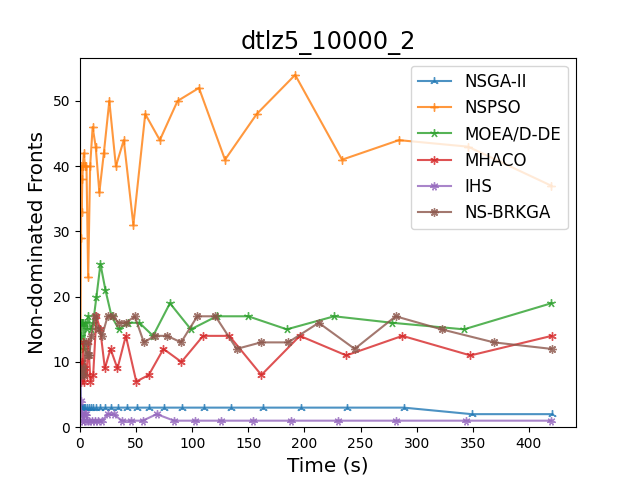 dtlz5_10000_2
Non-dominated Fronts
50
40
30
20
10
0
0 50 100 150 200 250 300 350 400
Time (s)
NSGA-II
NSPSO
MOEA/D-DE
MHACO
IHS
NS-BRKGA